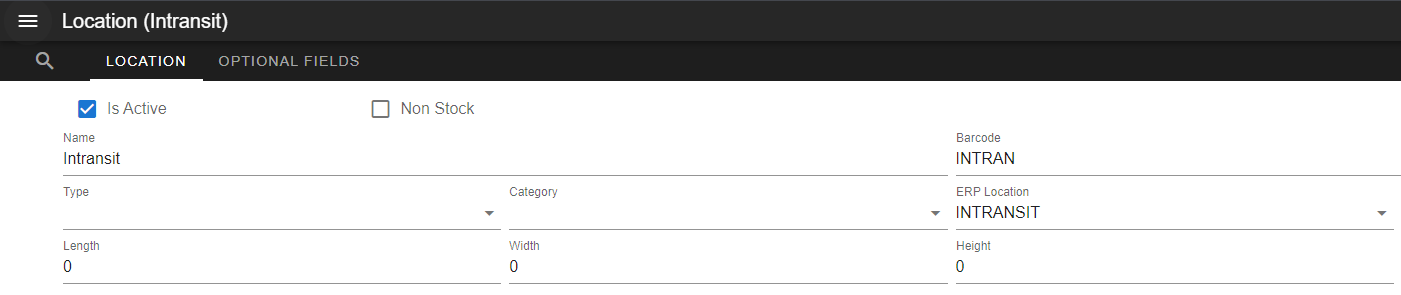 Location (Intransit)
LOCATION OPTIONAL FIELDS
Is Active Non Stock
Name Barcode
Intransit INTRAN
Type Category ERP Location
INTRANSIT
Length Width Height
0 0 0